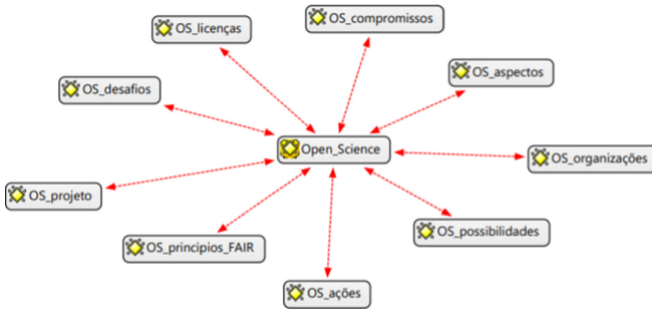 OS_compromissos
OS_licenças
OS_aspectos
OS_desafios
Open_Science
OS_organizações
OS_projeto
OS_possibilidades
OS_principios_FAIR
OS_ações